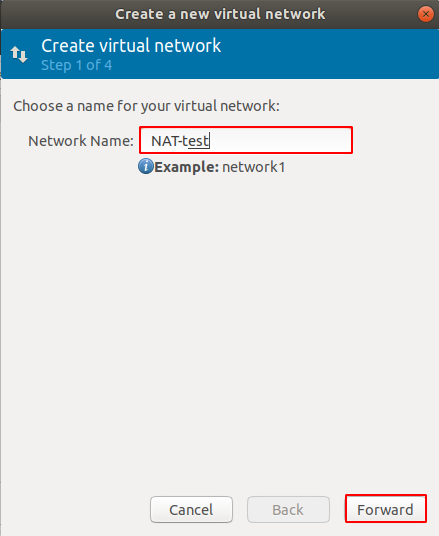 Create a new virtual network
Create virtual network
Step 1 of 4
Choose a name for your virtual network:
Network Name: NAT-test
Example: network1
Cancel Back Forward